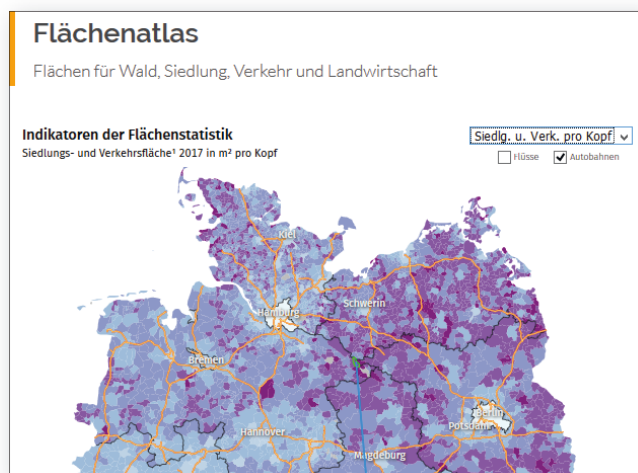 Flächenatlas
Flächen für Wald, Siedlung, Verkehr und Landwirtschaft
Indikatoren der Flächenstatistik
Siedlg. u. Verk. pro Kopf
Siedlungs- und Verkehrsfläche¹ 2017 in m² pro Kopf
Flüsse
Autobahnen
Kiel
Schwerin
Hamburg
Bremen
Berlin
Potsdam
Hannover
Magdeburg